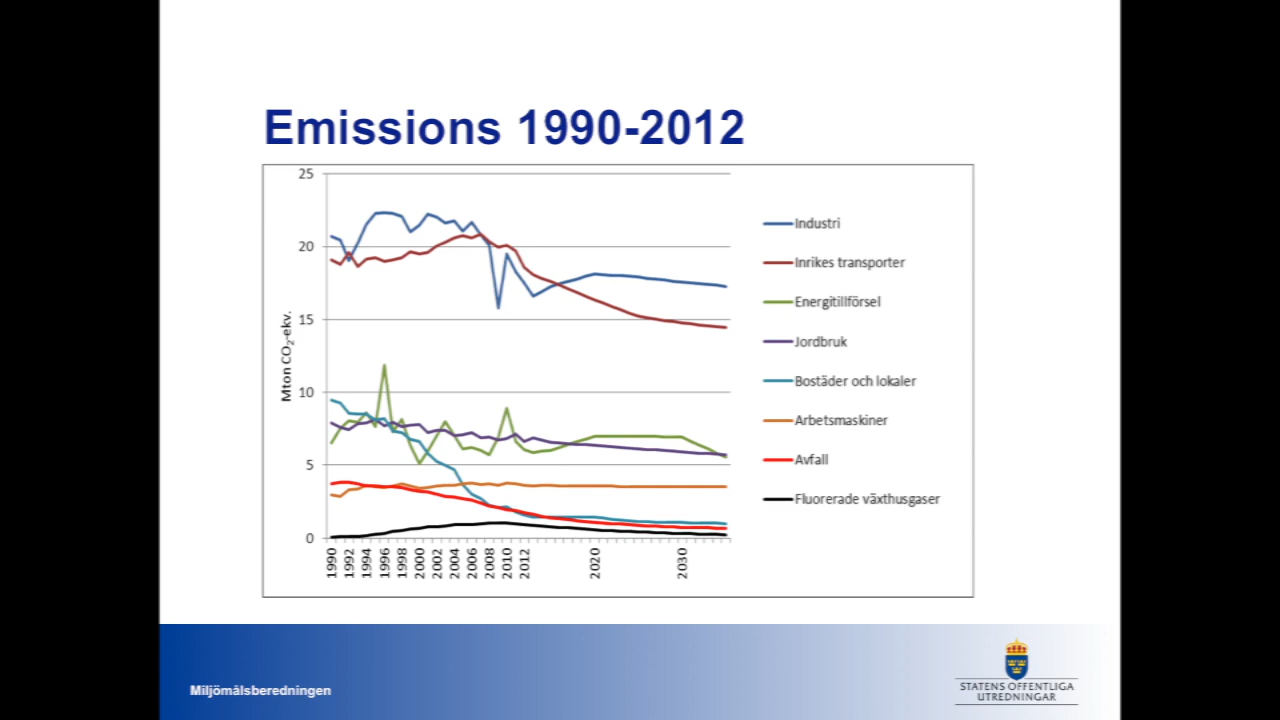 Emissions 1990-2012
25
20
15
10
5
0
Mton CO₂-ekv.
1990
1992
1994
1996
1998
2000
2002
2004
2006
2008
2010
2012
2020
2030
Industri
Inrikes transporter
Energitillförsel
Jordbruk
Bostäder och lokaler
Arbetsmaskiner
Avfall
Fluorerade växthusgaser
Miljömålsberedningen
STATENS OFFENTLIGA
UTREDNINGAR